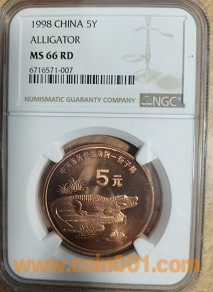 1998 CHINA 5Y
ALLIGATOR
MS 66 RD
6716571-007
NUMISMATIC GUARANTY COMPANY
NGC
5元
www.coin001.com